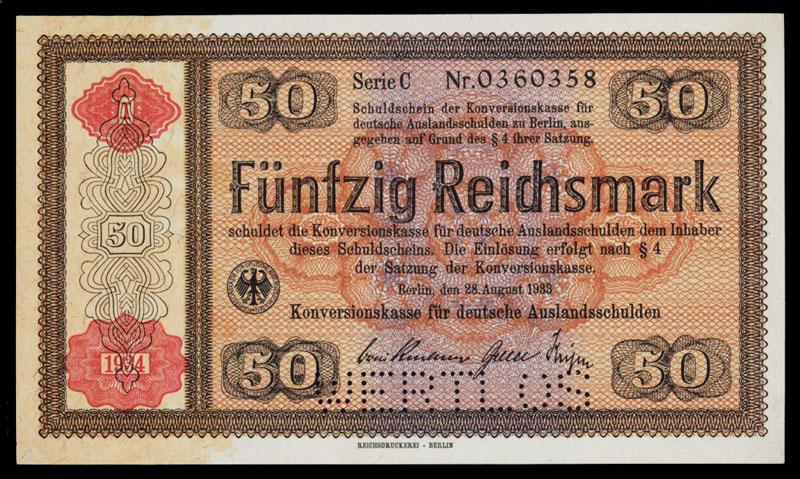 50 Serie C Nr.0360358 50
Schuldschein der Konversionskasse für
deutsche Auslandsschulden zu Berlin, aus-
gegeben auf Grund des § 4 ihrer Satzung.
Fünfzig Reichsmark
schuldet die Konversionskasse für deutsche Auslandsschulden dem Inhaber
dieses Schuldscheins. Die Einlösung erfolgt nach § 4
der Satzung der Konversionskasse.
Berlin, den 28. August 1933
Konversionskasse für deutsche Auslandsschulden
50
1934
50 50
WERTLOS
REICHSDRUCKEREI - BERLIN